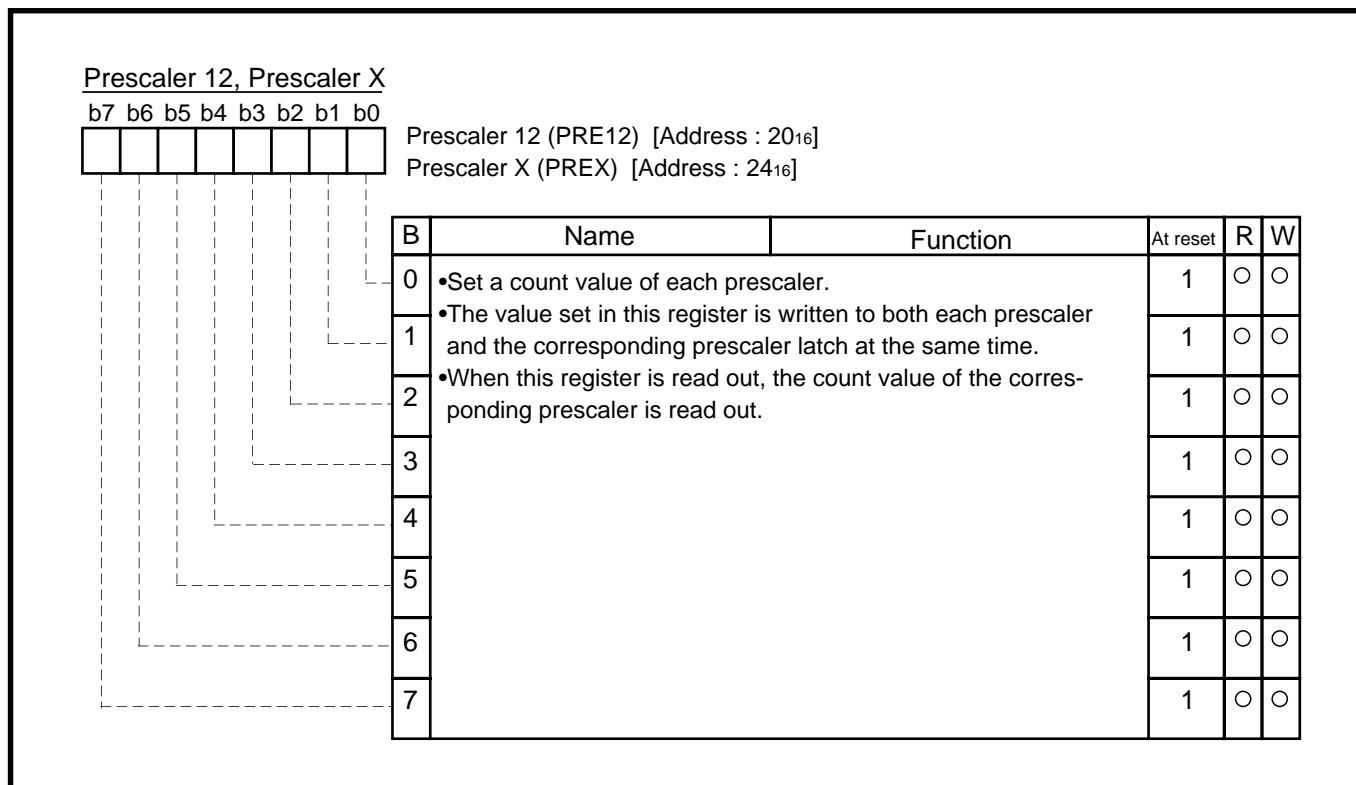 Prescaler 12, Prescaler X
b7 b6 b5 b4 b3 b2 b1 b0
Prescaler 12 (PRE12) [Address : 20₁₆]
Prescaler X (PREX) [Address : 24₁₆]
B Name Function At reset R W
0 •Set a count value of each prescaler. 1 ○ ○
•The value set in this register is written to both each prescaler
1 and the corresponding prescaler latch at the same time. 1 ○ ○
•When this register is read out, the count value of the corres-
2 ponding prescaler is read out. 1 ○ ○
3 1 ○ ○
4 1 ○ ○
5 1 ○ ○
6 1 ○ ○
7 1 ○ ○